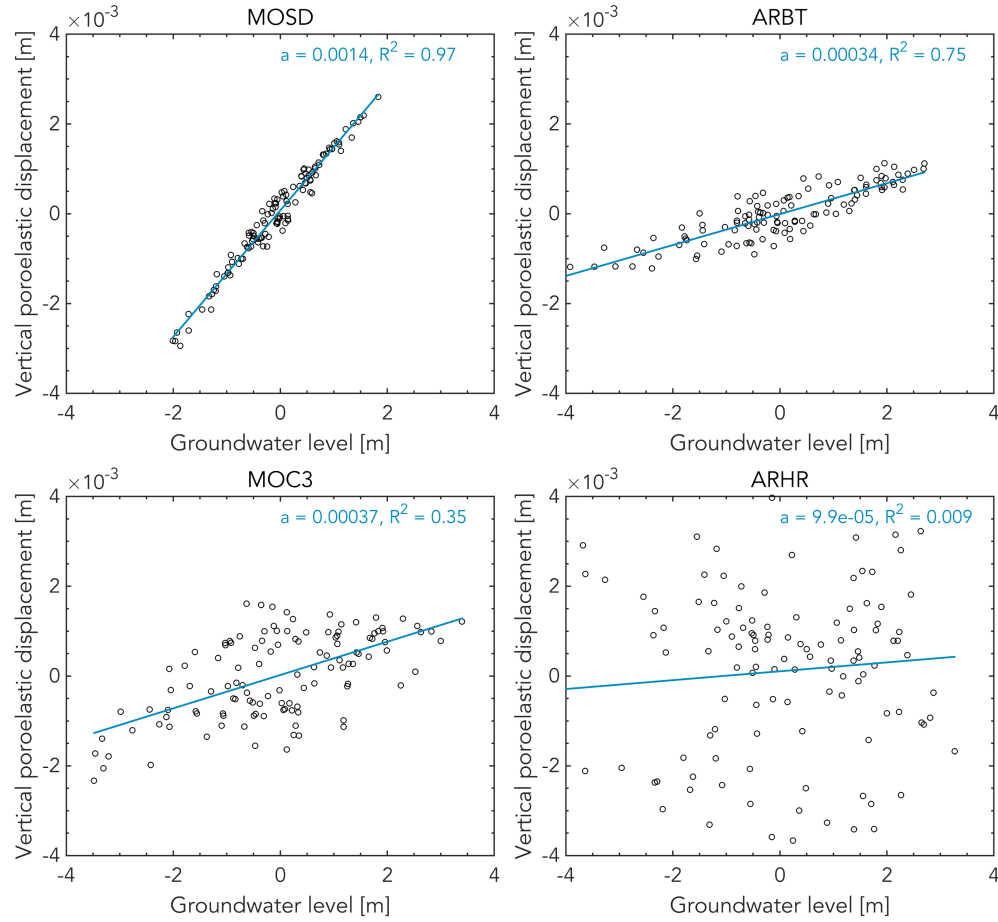 ×10⁻³
MOSD
a = 0.0014, R² = 0.97
Vertical poroelastic displacement [m]
4
2
0
-2
-4
-4 -2 0 2 4
Groundwater level [m]
×10⁻³
ARBT
a = 0.00034, R² = 0.75
Vertical poroelastic displacement [m]
4
2
0
-2
-4
-4 -2 0 2 4
Groundwater level [m]
×10⁻³
MOC3
a = 0.00037, R² = 0.35
Vertical poroelastic displacement [m]
4
2
0
-2
-4
-4 -2 0 2 4
Groundwater level [m]
×10⁻³
ARHR
a = 9.9e-05, R² = 0.009
Vertical poroelastic displacement [m]
4
2
0
-2
-4
-4 -2 0 2 4
Groundwater level [m]